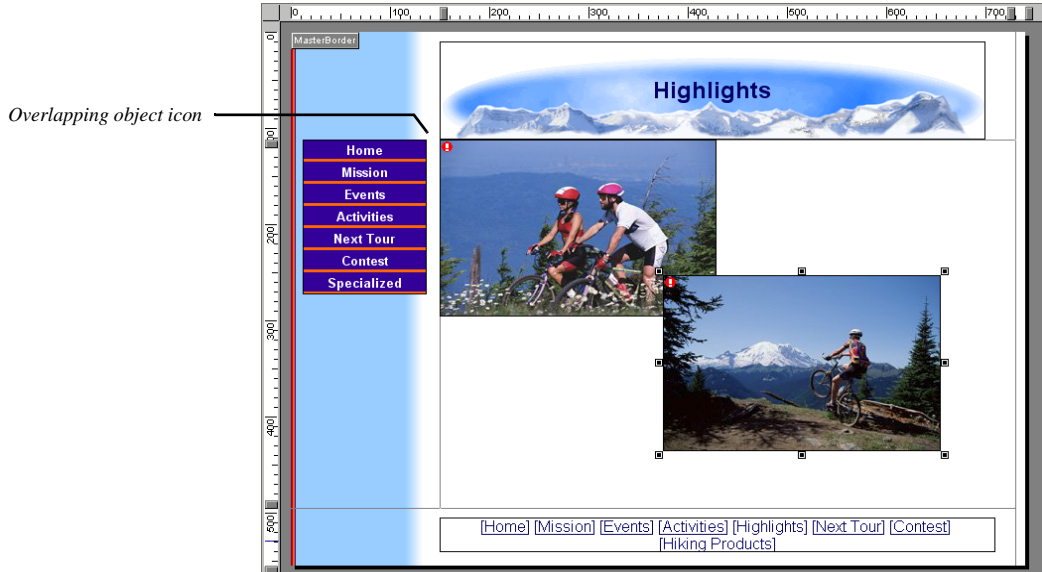 0 100 200 300 400 500 600 700
MasterBorder
0
Highlights
Overlapping object icon
100
Home
Mission
Events
Activities
Next Tour
Contest
Specialized
200
300
400
500
[Home] [Mission] [Events] [Activities] [Highlights] [Next Tour] [Contest]
[Hiking Products]